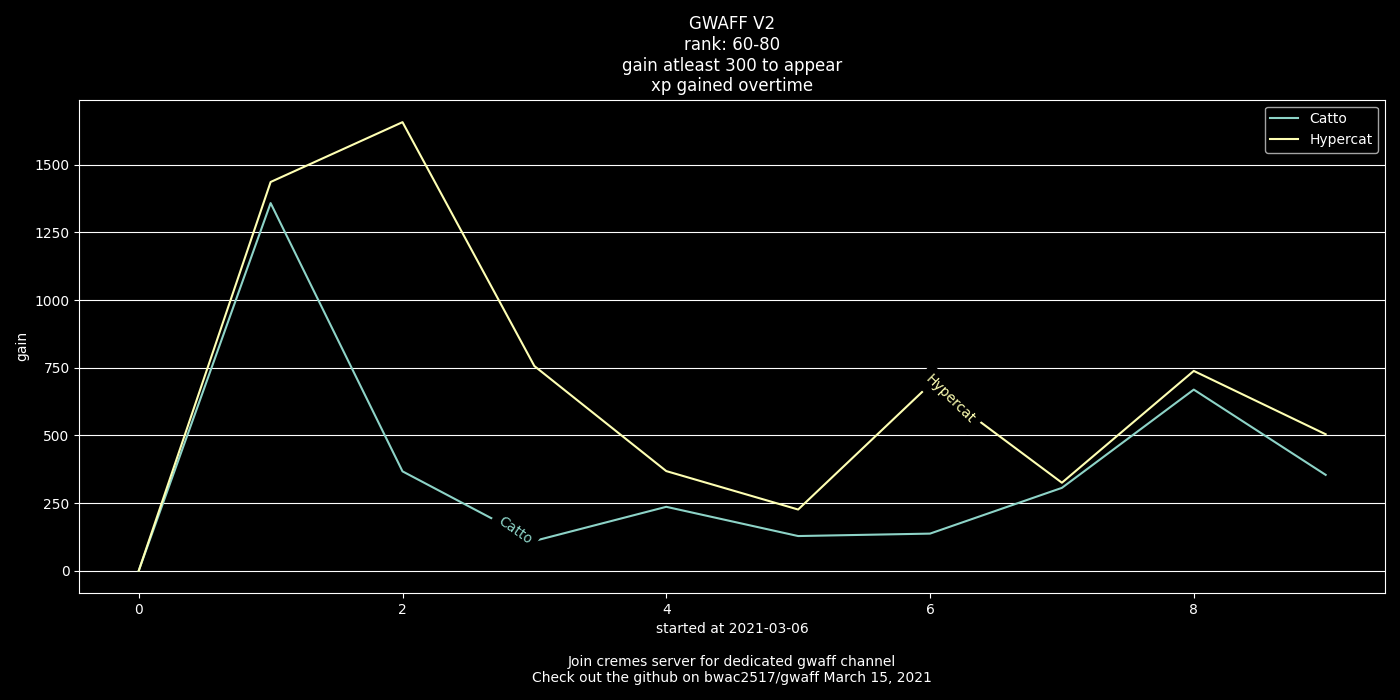 GWAFF V2
rank: 60-80
gain atleast 300 to appear
xp gained overtime
Catto
Hypercat
1500
1250
1000
750
500
250
0
gain
Hypercat
Catto
0
2
4
6
8
started at 2021-03-06
Join cremes server for dedicated gwaff channel
Check out the github on bwac2517/gwaff March 15, 2021